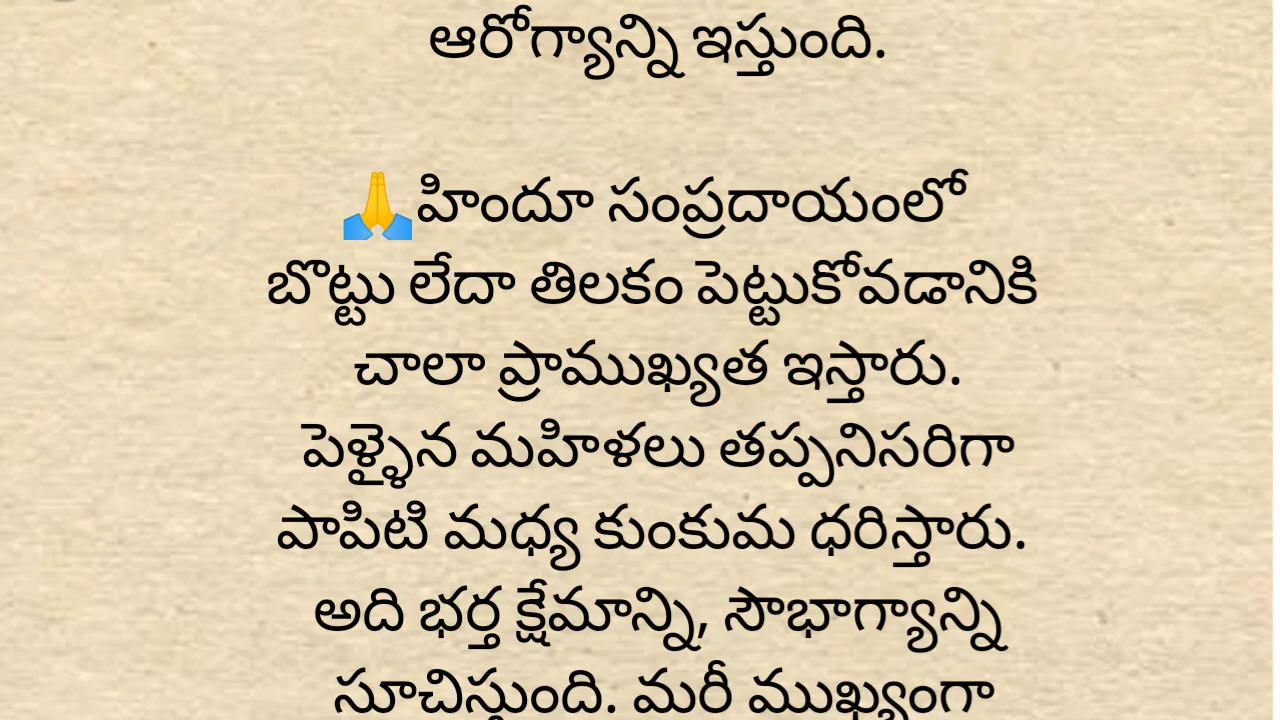 ఆరోగ్యాన్ని ఇస్తుంది.
🙏హిందూ సంప్రదాయంలో
బొట్టు లేదా తిలకం పెట్టుకోవడానికి
చాలా ప్రాముఖ్యత ఇస్తారు.
పెళ్ళైన మహిళలు తప్పనిసరిగా
పాపిటి మధ్య కుంకుమ ధరిస్తారు.
అది భర్త క్షేమాన్ని, సౌభాగ్యాన్ని
సూచిస్తుంది. మరీ ముఖ్యంగా